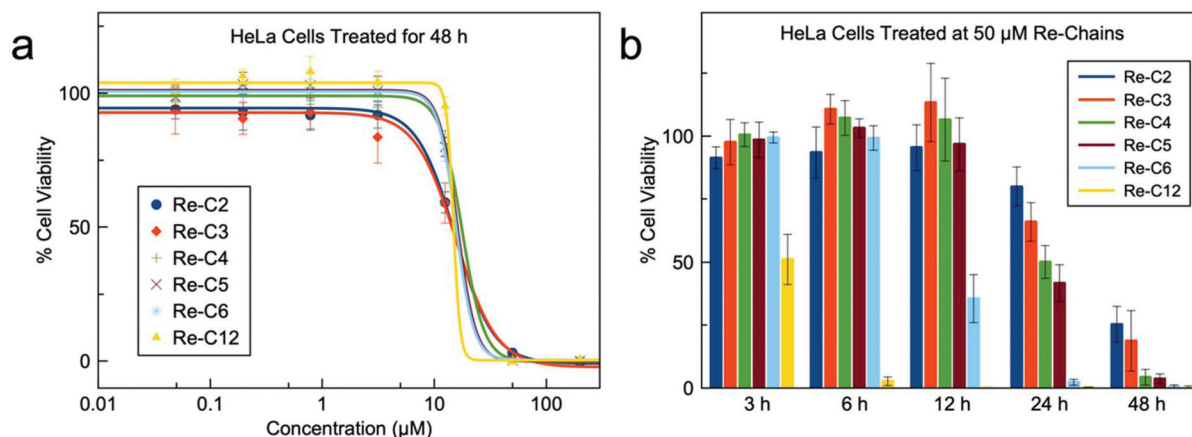 a
HeLa Cells Treated for 48 h
% Cell Viability
100
50
0
Re-C2
Re-C3
Re-C4
Re-C5
Re-C6
Re-C12
0.01
0.1
1
10
100
Concentration (µM)
b
HeLa Cells Treated at 50 µM Re-Chains
% Cell Viability
100
50
0
Re-C2
Re-C3
Re-C4
Re-C5
Re-C6
Re-C12
3 h
6 h
12 h
24 h
48 h